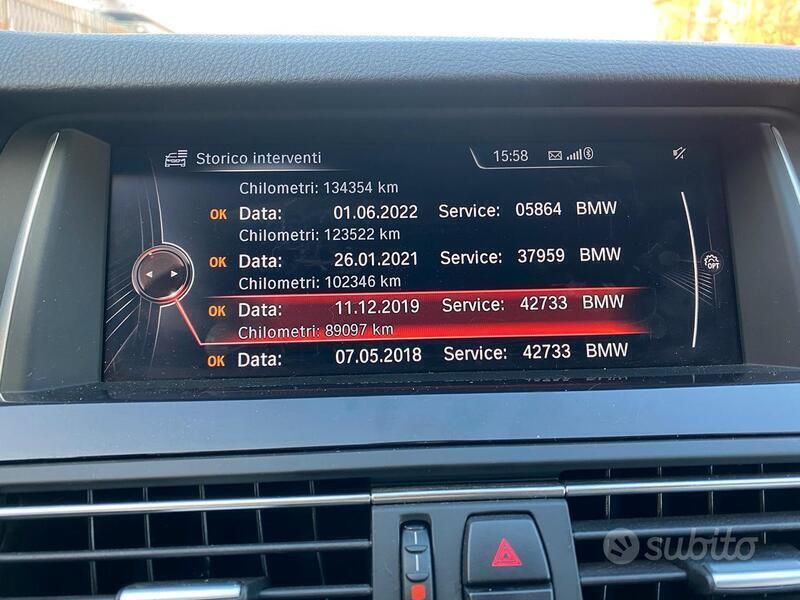 Storico interventi 15:58
Chilometri: 134354 km
OK Data: 01.06.2022 Service: 05864 BMW
Chilometri: 123522 km
OK Data: 26.01.2021 Service: 37959 BMW
Chilometri: 102346 km
OK Data: 11.12.2019 Service: 42733 BMW
Chilometri: 89097 km
OK Data: 07.05.2018 Service: 42733 BMW
OPT
subito